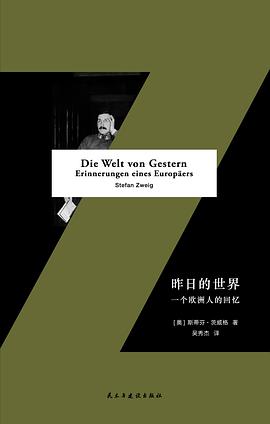 Die Welt von Gestern
Erinnerungen eines Europäers
Stefan Zweig
昨日的世界
一个欧洲人的回忆
[奥] 斯蒂芬·茨威格 著
吴秀杰 译
民主与建设出版社